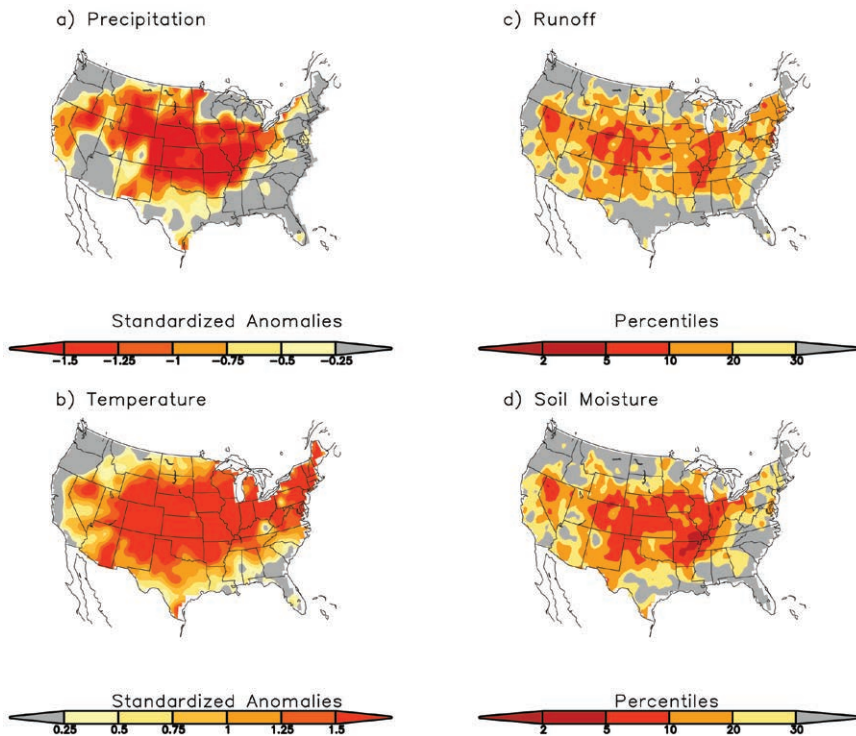 a) Precipitation
c) Runoff
Standardized Anomalies
-1.5 -1.25 -1 -0.75 -0.5 -0.25
Percentiles
2 5 10 20 30
b) Temperature
d) Soil Moisture
Standardized Anomalies
0.25 0.5 0.75 1 1.25 1.5
Percentiles
2 5 10 20 30